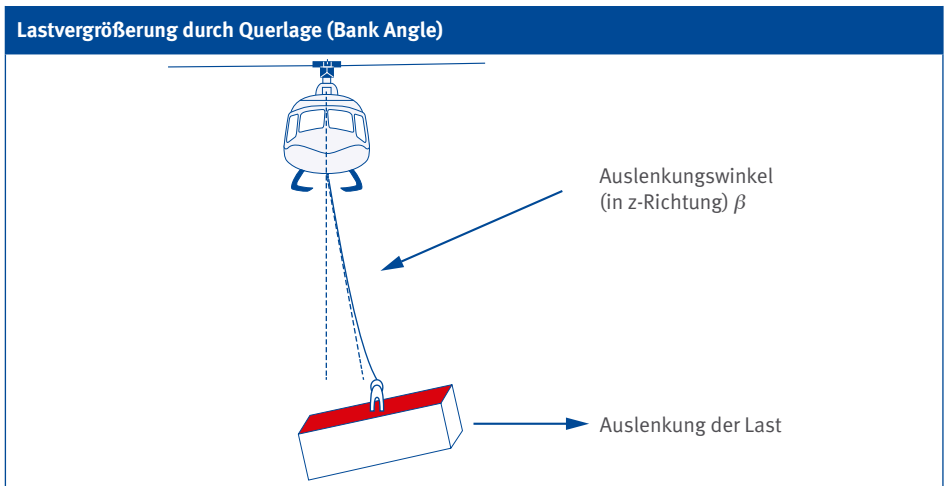 Lastvergrößerung durch Querlage (Bank Angle)
Auslenkungswinkel
(in z-Richtung) β
Auslenkung der Last